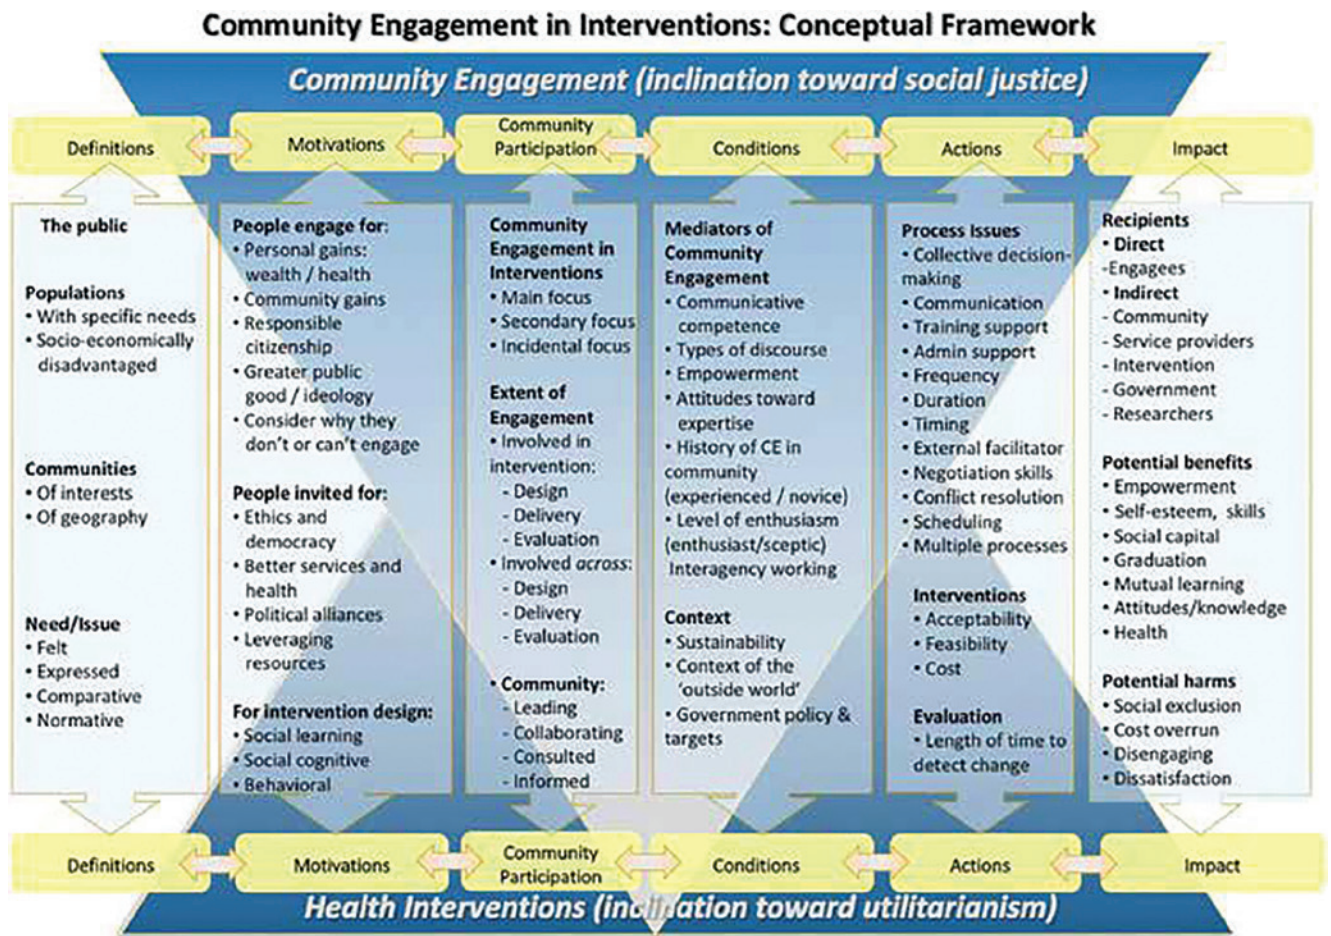 Community Engagement in Interventions: Conceptual Framework
Community Engagement (inclination toward social justice)
Definitions
Motivations
Community
Participation
Conditions
Actions
Impact
The public
Populations
• With specific needs
• Socio-economically
disadvantaged
Communities
• Of interests
• Of geography
Need/Issue
• Felt
• Expressed
• Comparative
• Normative
People engage for:
• Personal gains:
wealth / health
• Community gains
• Responsible
citizenship
• Greater public
good / ideology
• Consider why they
don't or can't engage
People invited for:
• Ethics and
democracy
• Better services and
health
• Political alliances
• Leveraging
resources
For intervention design:
• Social learning
• Social cognitive
• Behavioral
Community
Engagement in
Interventions
• Main focus
• Secondary focus
• Incidental focus
Extent of
Engagement
• Involved in
intervention:
- Design
- Delivery
- Evaluation
• Involved across:
- Design
- Delivery
- Evaluation
• Community:
- Leading
- Collaborating
- Consulted
- Informed
Mediators of
Community
Engagement
• Communicative
competence
• Types of discourse
• Empowerment
• Attitudes toward
expertise
• History of CE in
community
(experienced / novice)
• Level of enthusiasm
(enthusiast/sceptic)
Interagency working
Context
• Sustainability
• Context of the
'outside world'
• Government policy &
targets
Process Issues
• Collective decision-
making
• Communication
• Training support
• Admin support
• Frequency
• Duration
• Timing
• External facilitator
• Negotiation skills
• Conflict resolution
• Scheduling
• Multiple processes
Interventions
• Acceptability
• Feasibility
• Cost
Evaluation
• Length of time to
detect change
Recipients
• Direct
-Engagees
• Indirect
- Community
- Service providers
- Intervention
- Government
- Researchers
Potential benefits
• Empowerment
• Self-esteem, skills
• Social capital
• Graduation
• Mutual learning
• Attitudes/knowledge
• Health
Potential harms
• Social exclusion
• Cost overrun
• Disengaging
• Dissatisfaction
Definitions
Motivations
Community
Participation
Conditions
Actions
Impact
Health Interventions (inclination toward utilitarianism)